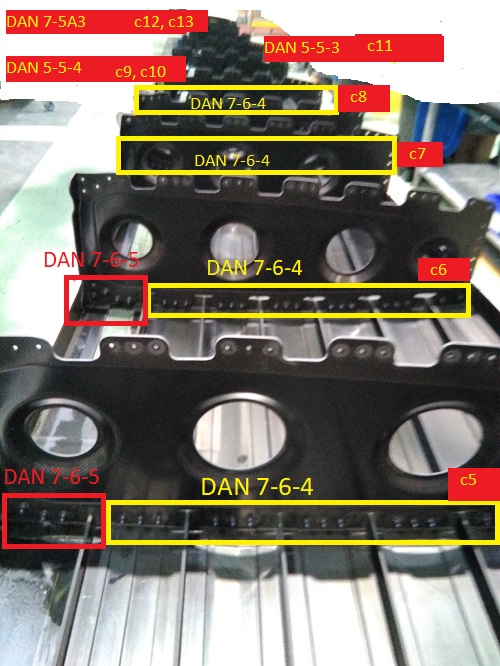 DAN 7-5A3 c12, c13
DAN 5-5-3 c11
DAN 5-5-4 c9, c10
DAN 7-6-4 c8
DAN 7-6-4 c7
DAN 7-6-5 DAN 7-6-4 c6
DAN 7-6-5 DAN 7-6-4 c5